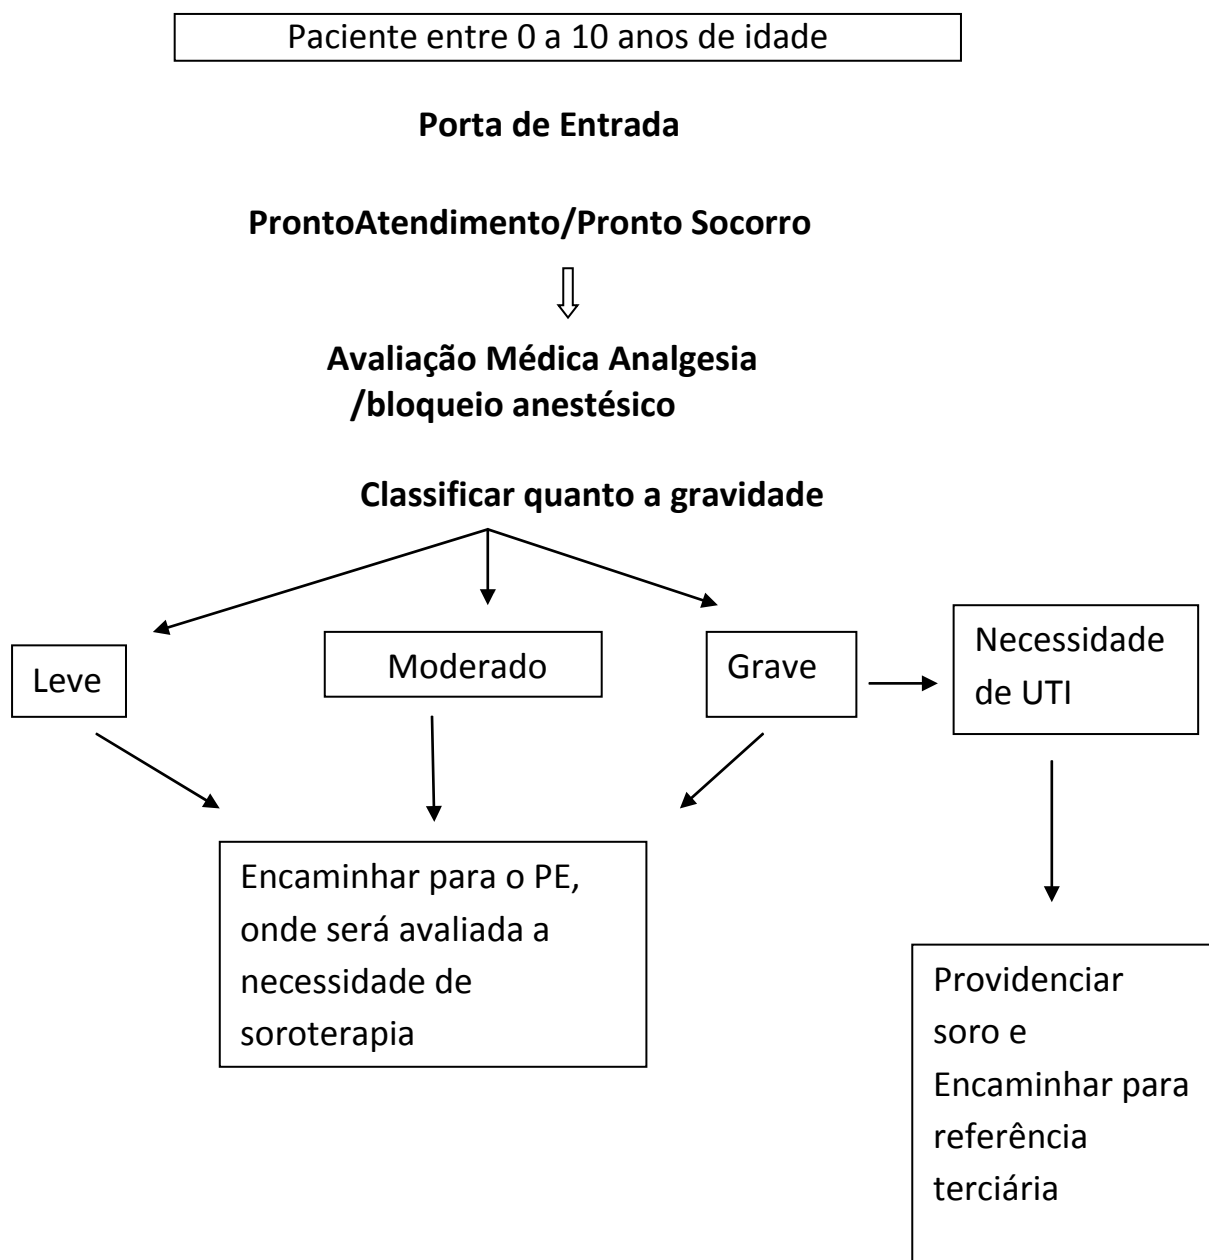 Paciente entre 0 a 10 anos de idade
Porta de Entrada
ProntoAtendimento/Pronto Socorro
Avaliação Médica Analgesia
/bloqueio anestésico
Classificar quanto a gravidade
Leve
Moderado
Grave
Necessidade
de UTI
Encaminhar para o PE,
onde será avaliada a
necessidade de
soroterapia
Providenciar
soro e
Encaminhar para
referência
terciária